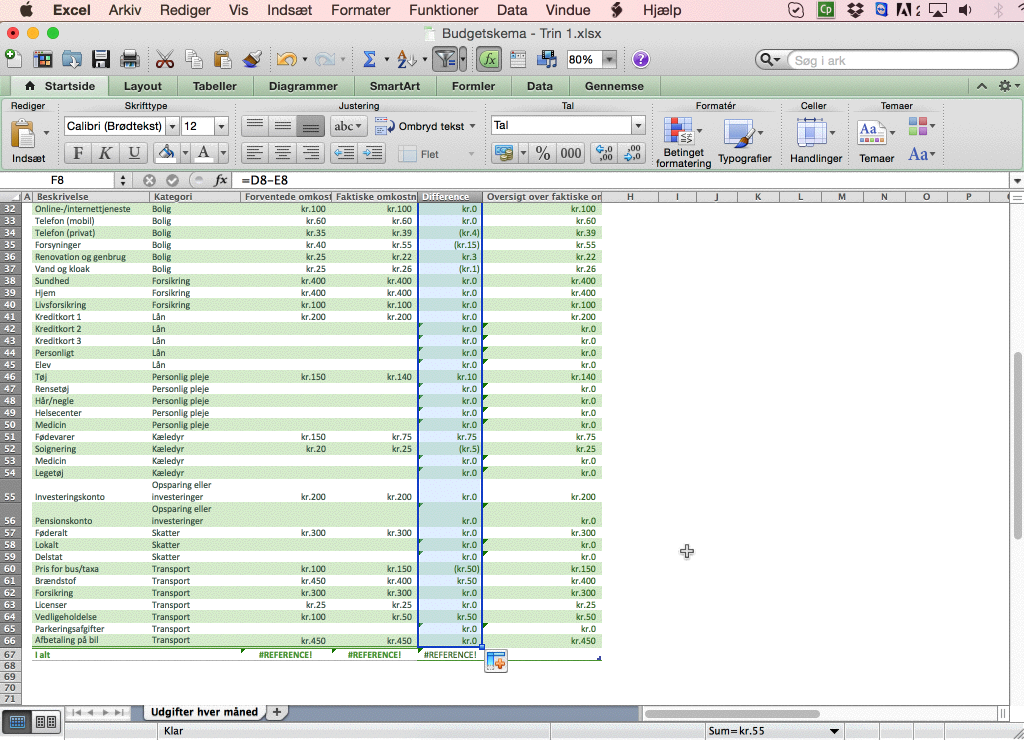 Excel Arkiv Rediger Vis Indsæt Formater Funktioner Data Vindue Hjælp
Budgetskema - Trin 1.xlsx
80%
Søg i ark
Startside Layout Tabeller Diagrammer SmartArt Formler Data Gennemse
Rediger Skrifttype Justering Tal Formatér Celler Temaer
Calibri (Brødtekst) 12 abc Ombryd tekst Tal
Indsæt F K U A Flet % 000 ,00 Betinget formatering Typografier Handlinger Temaer Aa
F8 fx =D8-E8
A Beskrivelse Kategori Forventede omkost Faktiske omkostn Difference Oversigt over faktiske om H I J K L M N O P
32 Online-/internettjeneste Bolig kr.100 kr.100 kr.0 kr.100
33 Telefon (mobil) Bolig kr.60 kr.60 kr.0 kr.60
34 Telefon (privat) Bolig kr.35 kr.39 (kr.4) kr.39
35 Forsyninger Bolig kr.40 kr.55 (kr.15) kr.55
36 Renovation og genbrug Bolig kr.25 kr.22 kr.3 kr.22
37 Vand og kloak Bolig kr.25 kr.26 (kr.1) kr.26
38 Sundhed Forsikring kr.400 kr.400 kr.0 kr.400
39 Hjem Forsikring kr.400 kr.400 kr.0 kr.400
40 Livsforsikring Forsikring kr.100 kr.100 kr.0 kr.100
41 Kreditkort 1 Lån kr.200 kr.200 kr.0 kr.200
42 Kreditkort 2 Lån kr.0 kr.0
43 Kreditkort 3 Lån kr.0 kr.0
44 Personligt Lån kr.0 kr.0
45 Elev Lån kr.0 kr.0
46 Tøj Personlig pleje kr.150 kr.140 kr.10 kr.140
47 Rensetøj Personlig pleje kr.0 kr.0
48 Hår/negle Personlig pleje kr.0 kr.0
49 Helsecenter Personlig pleje kr.0 kr.0
50 Medicin Personlig pleje kr.0 kr.0
51 Fødevarer Kæledyr kr.150 kr.75 kr.75 kr.75
52 Soignering Kæledyr kr.20 kr.25 (kr.5) kr.25
53 Medicin Kæledyr kr.0 kr.0
54 Legetøj Kæledyr kr.0 kr.0
Opsparing eller
55 Investeringskonto investeringer kr.200 kr.200 kr.0 kr.200
Opsparing eller
56 Pensionskonto investeringer kr.0 kr.0
57 Føderalt Skatter kr.300 kr.300 kr.0 kr.300
58 Lokalt Skatter kr.0 kr.0
59 Delstat Skatter kr.0 kr.0
60 Pris for bus/taxa Transport kr.100 kr.150 (kr.50) kr.150
61 Brændstof Transport kr.450 kr.400 kr.50 kr.400
62 Forsikring Transport kr.300 kr.300 kr.0 kr.300
63 Licenser Transport kr.25 kr.25 kr.0 kr.25
64 Vedligeholdelse Transport kr.100 kr.50 kr.50 kr.50
65 Parkeringsafgifter Transport kr.0 kr.0
66 Afbetaling på bil Transport kr.450 kr.450 kr.0 kr.450
67 I alt #REFERENCE! #REFERENCE! #REFERENCE!
68
69
70
71
Udgifter hver måned
Klar Sum=kr.55